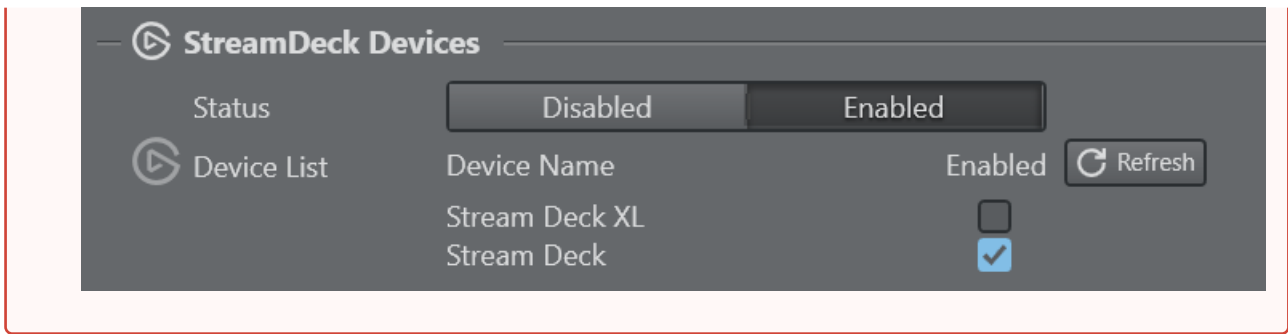 StreamDeck Devices
Status Disabled Enabled
Device List Device Name Enabled Refresh
Stream Deck XL
Stream Deck